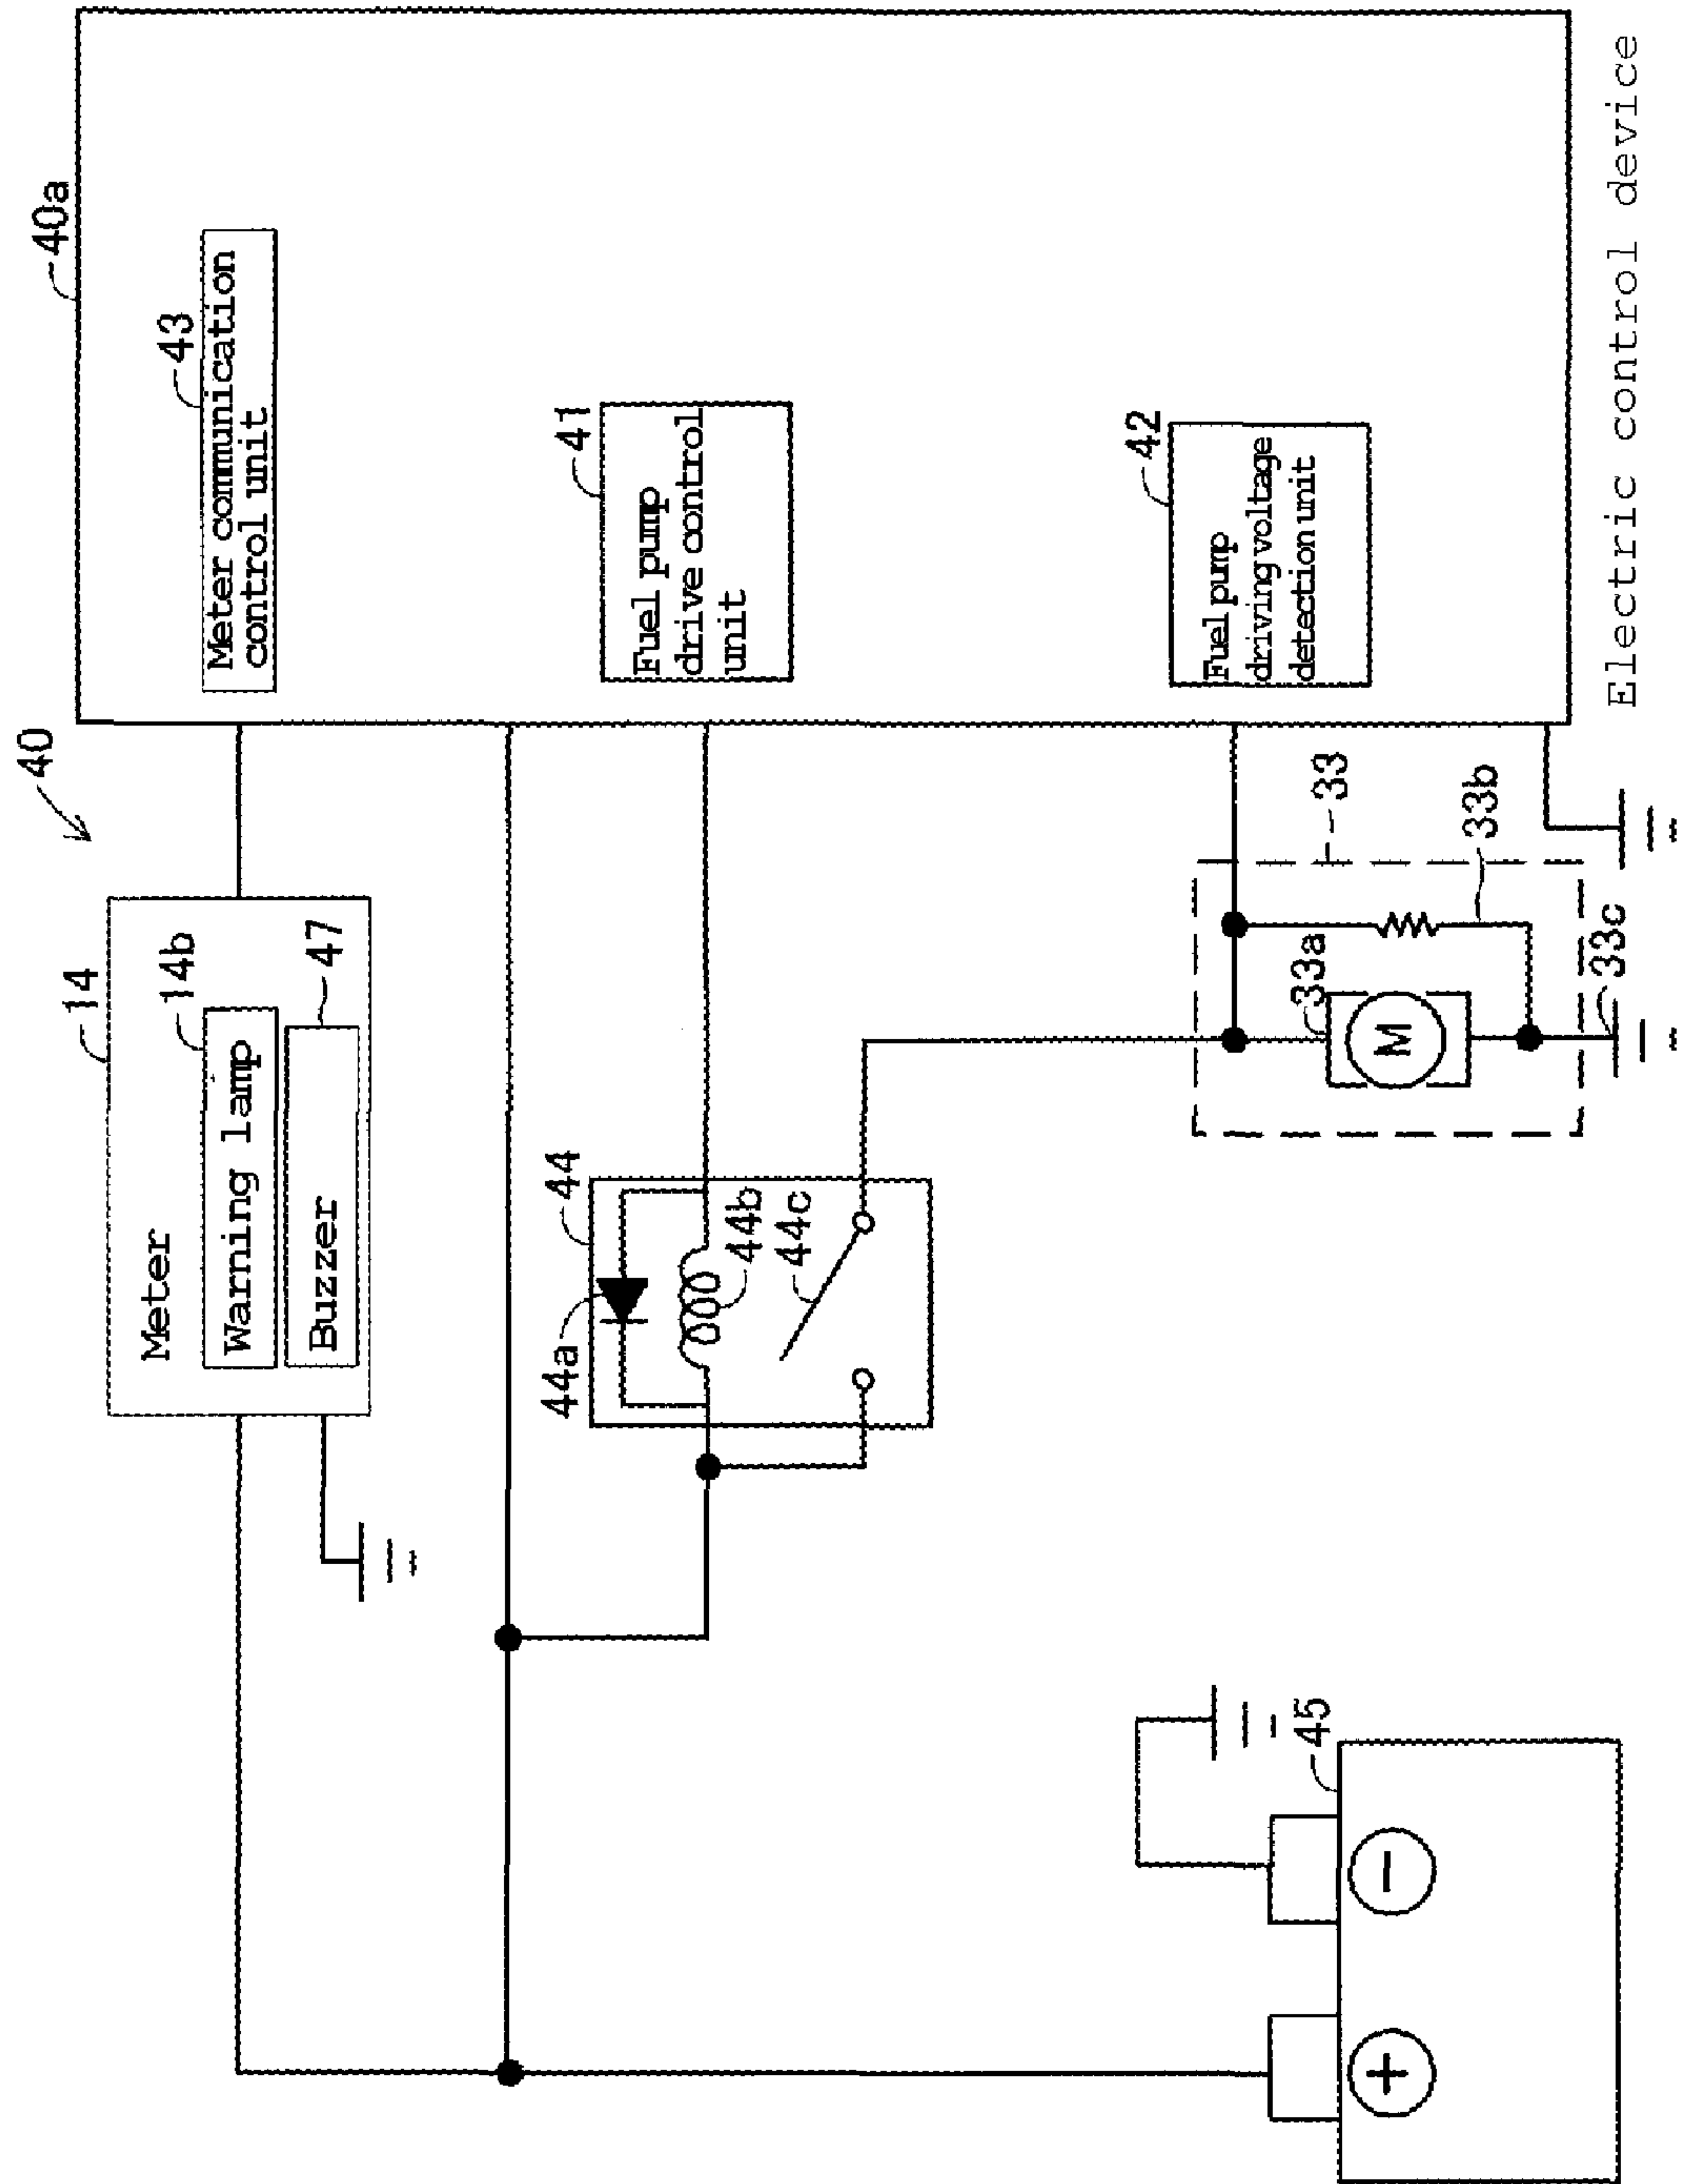 40
14
Meter
14b
Warning lamp
47
Buzzer
40a
43
Meter communication
control unit
41
Fuel pump
drive control
unit
42
Fuel pump
driving voltage
detection unit
44
44a
44b
44c
33
33a
M
33b
33c
45
+
−
Electric control device